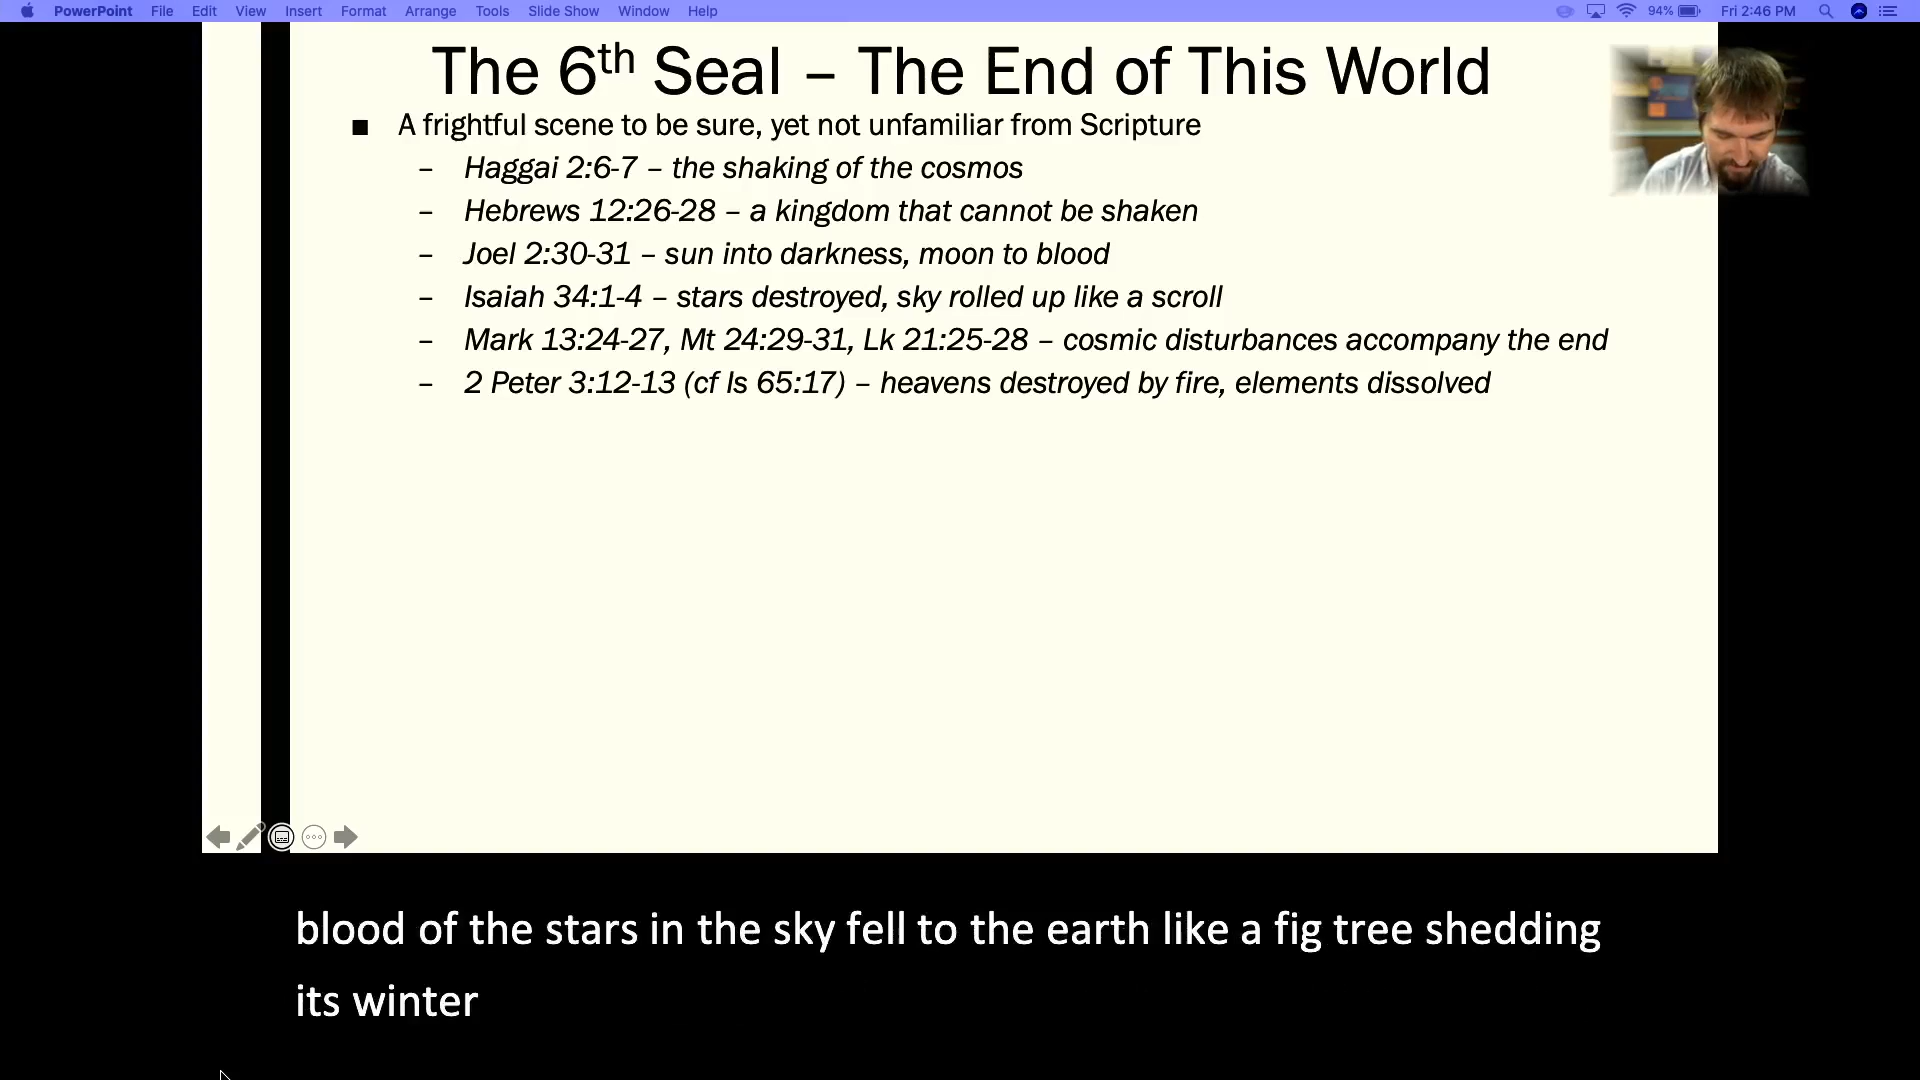 PowerPoint File Edit View Insert Format Arrange Tools Slide Show Window Help 94% Fri 2:46 PM
The 6th Seal – The End of This World
■ A frightful scene to be sure, yet not unfamiliar from Scripture
– Haggai 2:6-7 – the shaking of the cosmos
– Hebrews 12:26-28 – a kingdom that cannot be shaken
– Joel 2:30-31 – sun into darkness, moon to blood
– Isaiah 34:1-4 – stars destroyed, sky rolled up like a scroll
– Mark 13:24-27, Mt 24:29-31, Lk 21:25-28 – cosmic disturbances accompany the end
– 2 Peter 3:12-13 (cf Is 65:17) – heavens destroyed by fire, elements dissolved
blood of the stars in the sky fell to the earth like a fig tree shedding
its winter